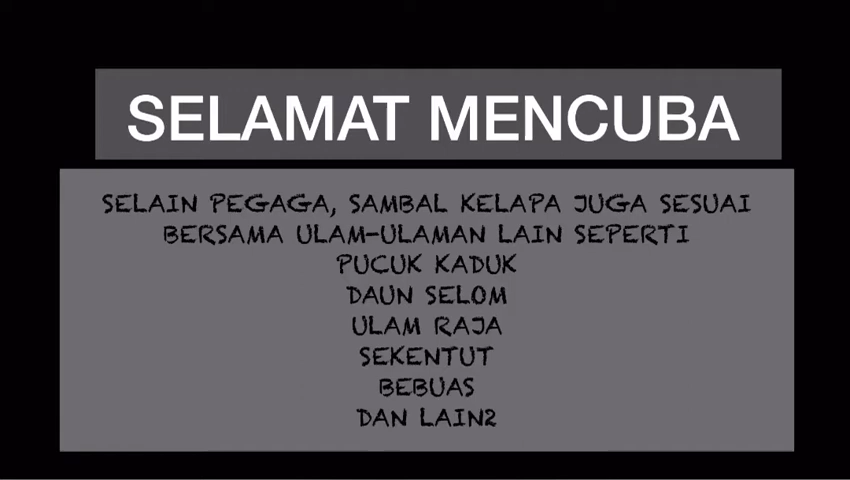 SELAMAT MENCUBA
SELAIN PEGAGA, SAMBAL KELAPA JUGA SESUAI
BERSAMA ULAM-ULAMAN LAIN SEPERTI
PUCUK KADUK
DAUN SELOM
ULAM RAJA
SEKENTUT
BEBUAS
DAN LAIN2